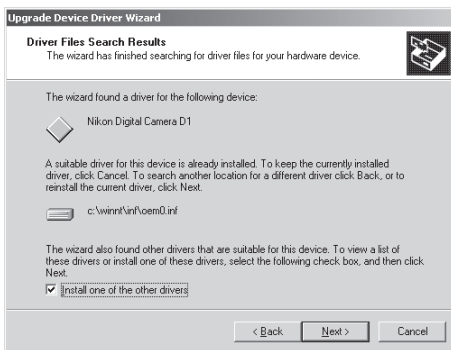 Upgrade Device Driver Wizard
Driver Files Search Results
The wizard has finished searching for driver files for your hardware device.
The wizard found a driver for the following device:
Nikon Digital Camera D1
A suitable driver for this device is already installed. To keep the currently installed
driver, click Cancel. To search another location for a different driver click Back, or to
reinstall the current driver, click Next.
c:\winnt\inf\oem0.inf
The wizard also found other drivers that are suitable for this device. To view a list of
these drivers or install one of these drivers, select the following check box, and then click
Next.
Install one of the other drivers
< Back Next > Cancel